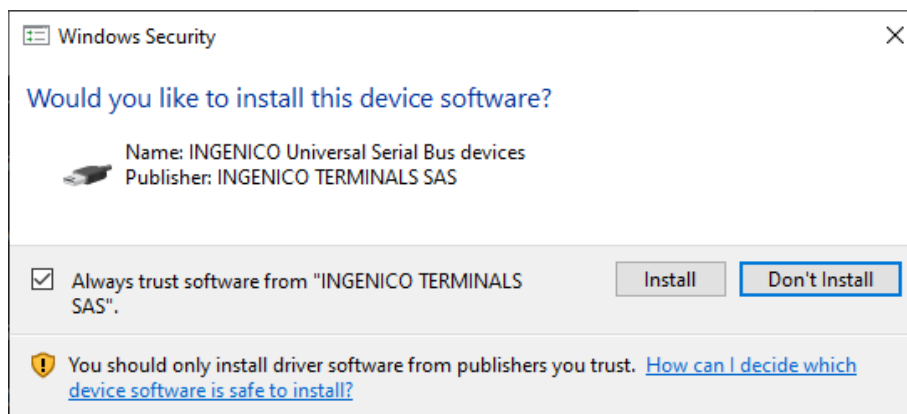 Windows Security
Would you like to install this device software?
Name: INGENICO Universal Serial Bus devices
Publisher: INGENICO TERMINALS SAS
Always trust software from "INGENICO TERMINALS
SAS".
Install
Don't Install
You should only install driver software from publishers you trust. How can I decide which
device software is safe to install?